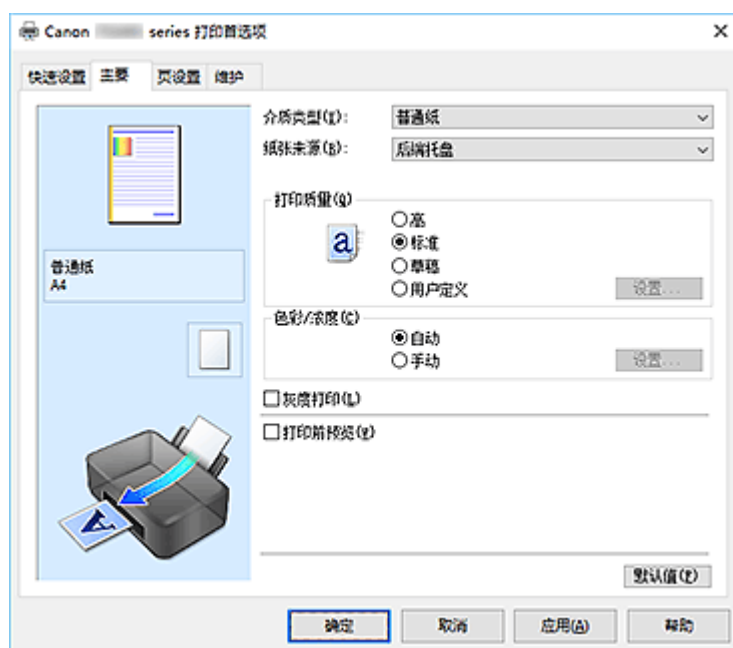 Canon series 打印首选项
快速设置 主要 页设置 维护
介质类型(I): 普通纸
纸张来源(B): 后端托盘
打印质量(Q)
高
标准
草稿
用户定义 设置...
色彩/浓度(C)
自动
手动 设置...
灰度打印(L)
打印前预览(V)
普通纸
A4
默认值(F)
确定 取消 应用(A) 帮助